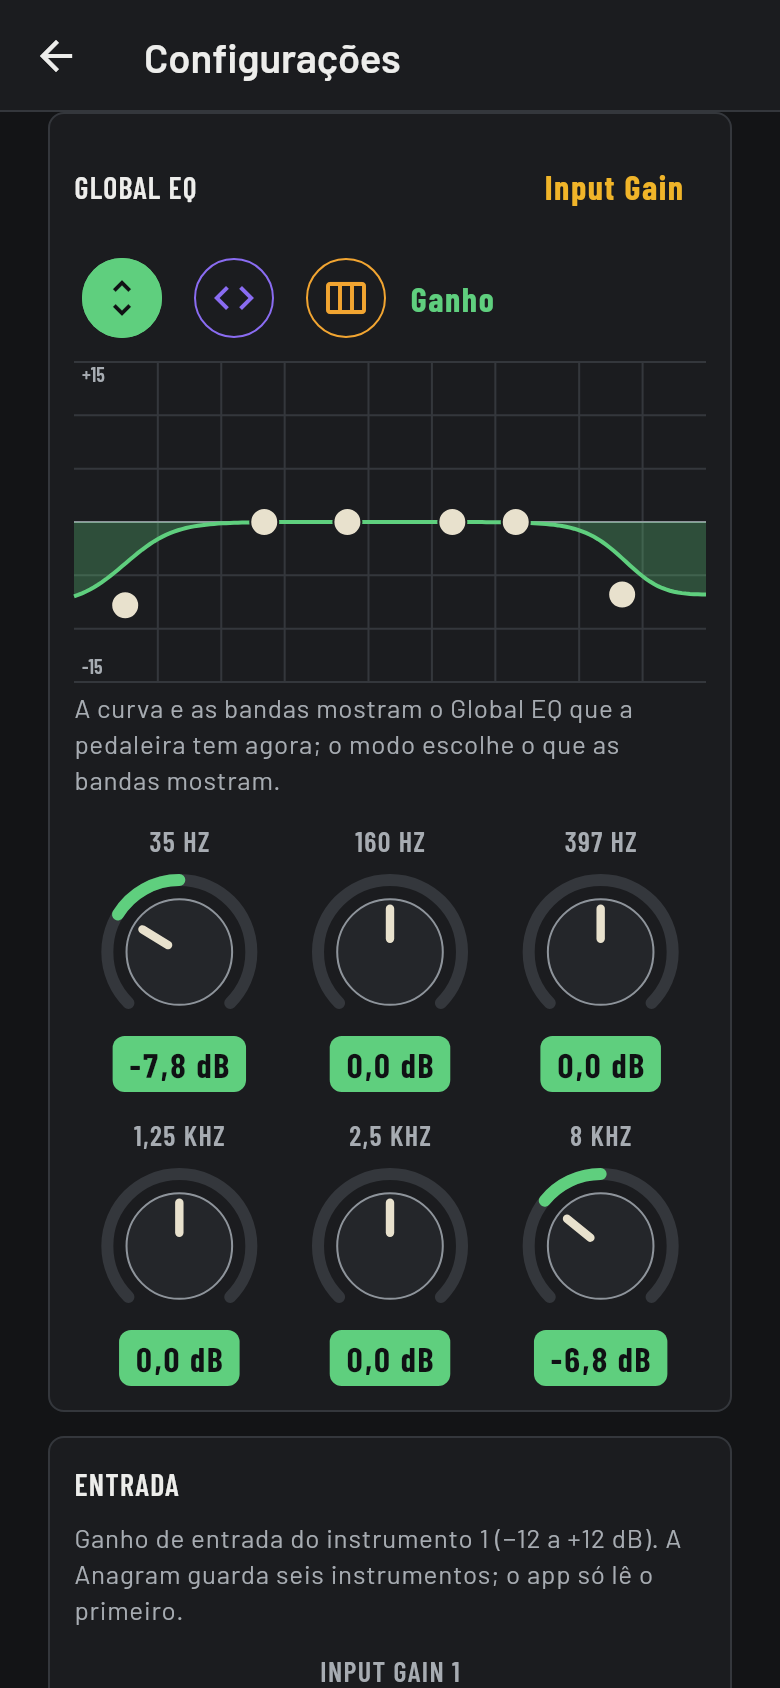 Configurações
GLOBAL EQ
Input Gain
Ganho
+15
-15
A curva e as bandas mostram o Global EQ que a
pedaleira tem agora; o modo escolhe o que as
bandas mostram.
35 HZ
160 HZ
397 HZ
-7,8 dB
0,0 dB
0,0 dB
1,25 KHZ
2,5 KHZ
8 KHZ
0,0 dB
0,0 dB
-6,8 dB
ENTRADA
Ganho de entrada do instrumento 1 (−12 a +12 dB). A
Anagram guarda seis instrumentos; o app só lê o
primeiro.
INPUT GAIN 1